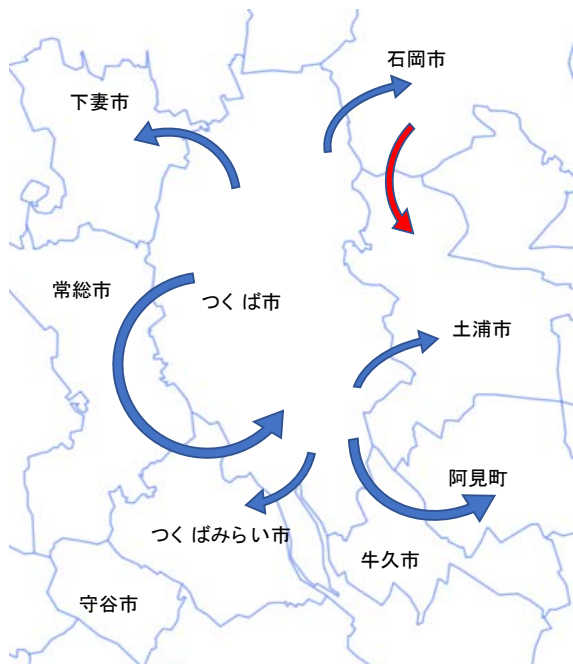 石岡市
下妻市
常総市
つくば市
土浦市
阿見町
つくばみらい市
牛久市
守谷市